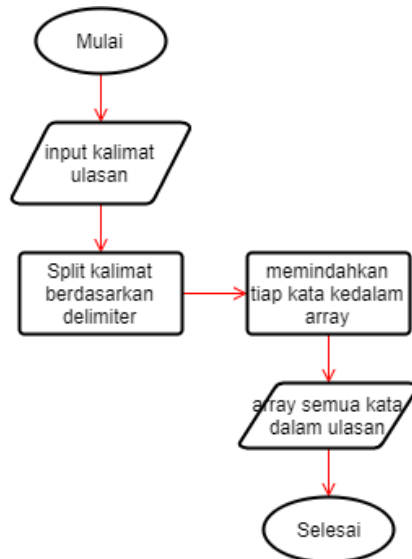 Mulai
input kalimat
ulasan
Split kalimat
berdasarkan
delimiter
memindahkan
tiap kata kedalam
array
array semua kata
dalam ulasan
Selesai